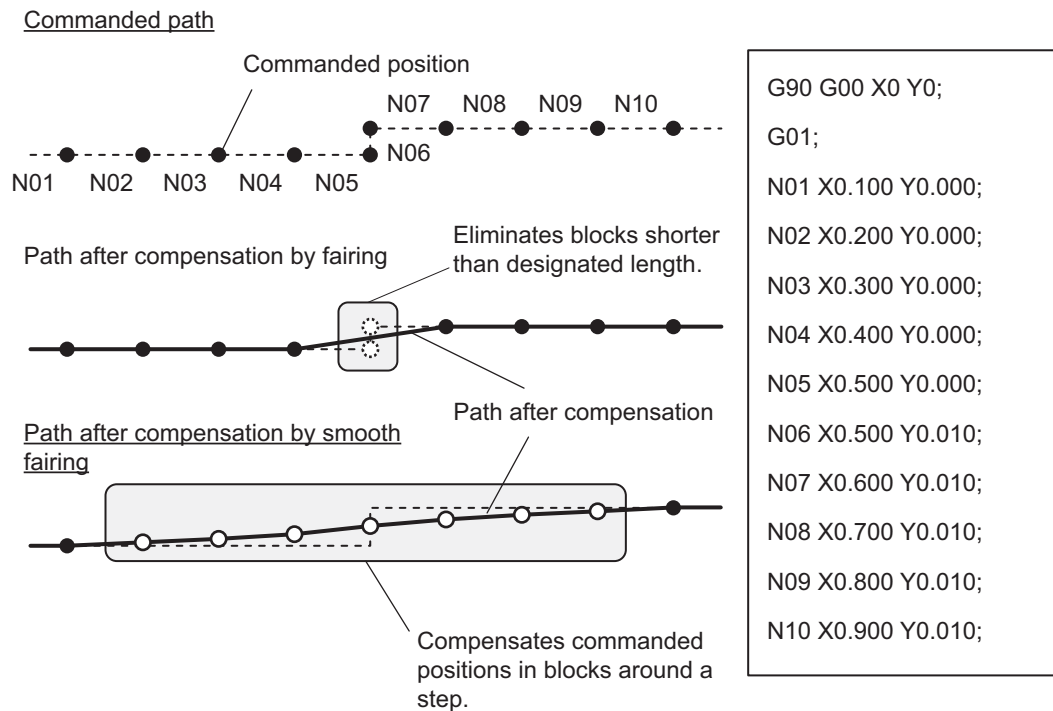 Commanded path
Commanded position
N07 N08 N09 N10
N06
N01 N02 N03 N04 N05
Path after compensation by fairing
Eliminates blocks shorter
than designated length.
Path after compensation
Path after compensation by smooth
fairing
Compensates commanded
positions in blocks around a
step.
G90 G00 X0 Y0;
G01;
N01 X0.100 Y0.000;
N02 X0.200 Y0.000;
N03 X0.300 Y0.000;
N04 X0.400 Y0.000;
N05 X0.500 Y0.000;
N06 X0.500 Y0.010;
N07 X0.600 Y0.010;
N08 X0.700 Y0.010;
N09 X0.800 Y0.010;
N10 X0.900 Y0.010;